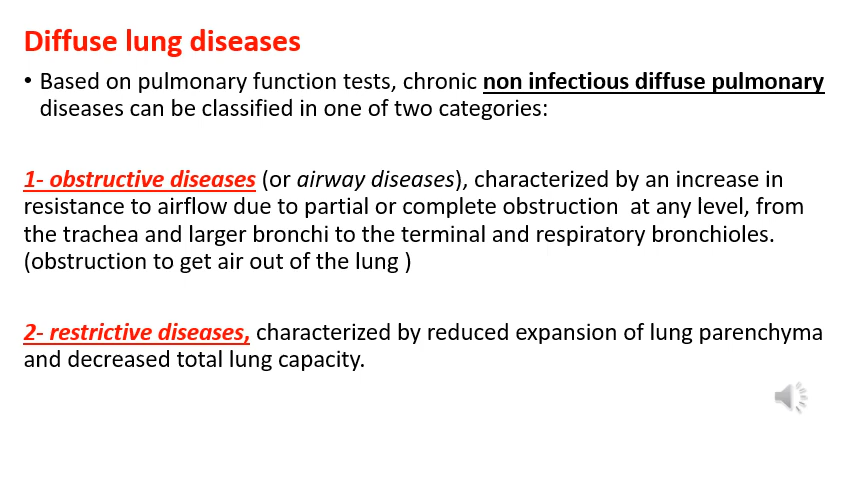 Diffuse lung diseases
• Based on pulmonary function tests, chronic non infectious diffuse pulmonary
diseases can be classified in one of two categories:
1- obstructive diseases (or airway diseases), characterized by an increase in
resistance to airflow due to partial or complete obstruction  at any level, from
the trachea and larger bronchi to the terminal and respiratory bronchioles.
(obstruction to get air out of the lung )
2- restrictive diseases, characterized by reduced expansion of lung parenchyma
and decreased total lung capacity.